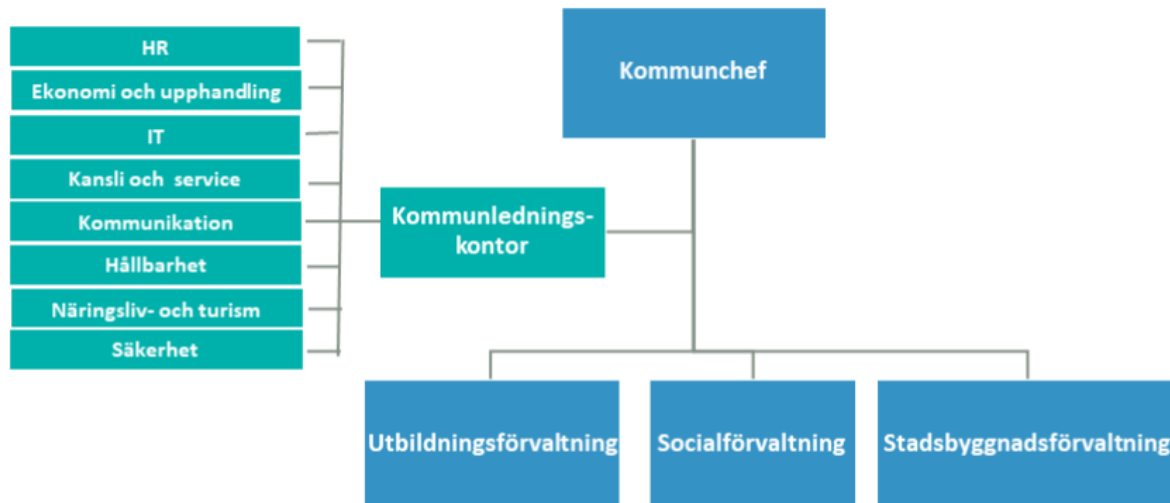 HR
Ekonomi och upphandling
IT
Kansli och service
Kommunikation
Hållbarhet
Näringsliv- och turism
Säkerhet
Kommunchef
Kommunlednings-
kontor
Utbildningsförvaltning
Socialförvaltning
Stadsbyggnadsförvaltning